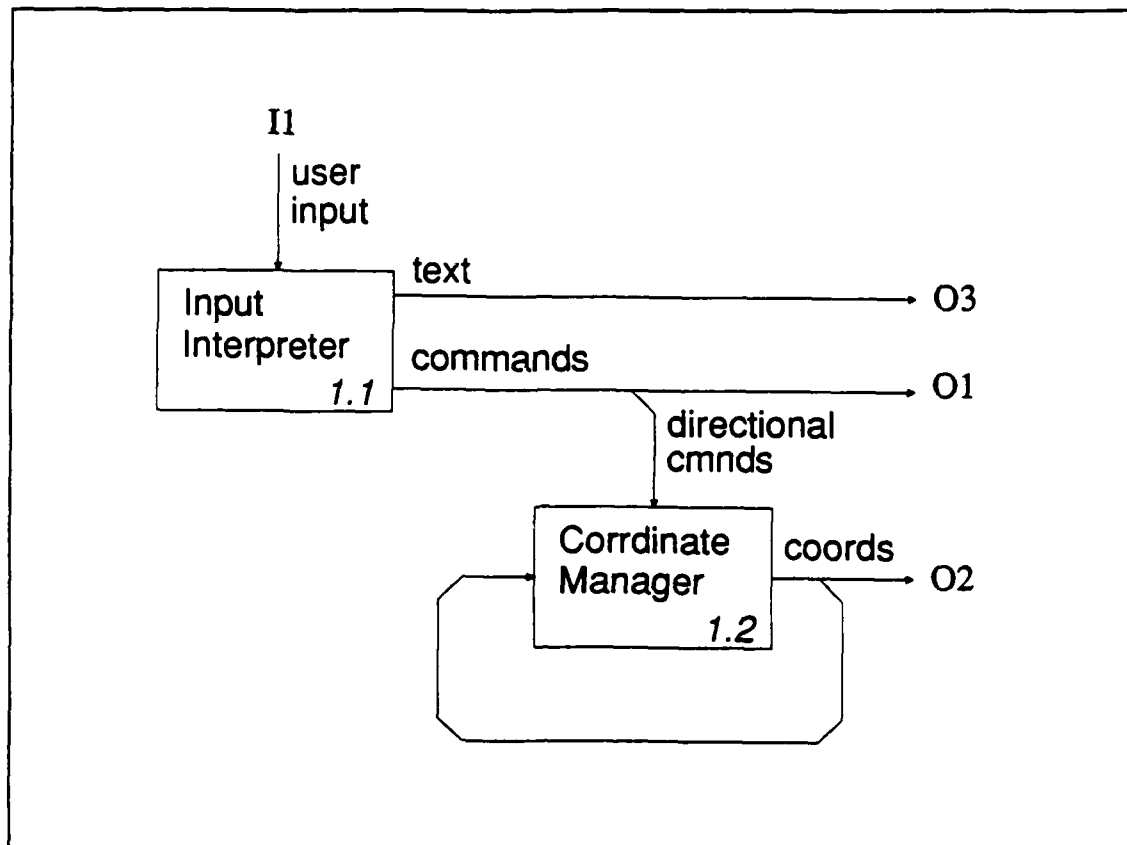 I1
user
input
text
O3
Input
Interpreter
1.1
commands
O1
directional
cmnds
Corrdinate
Manager
1.2
coords
O2